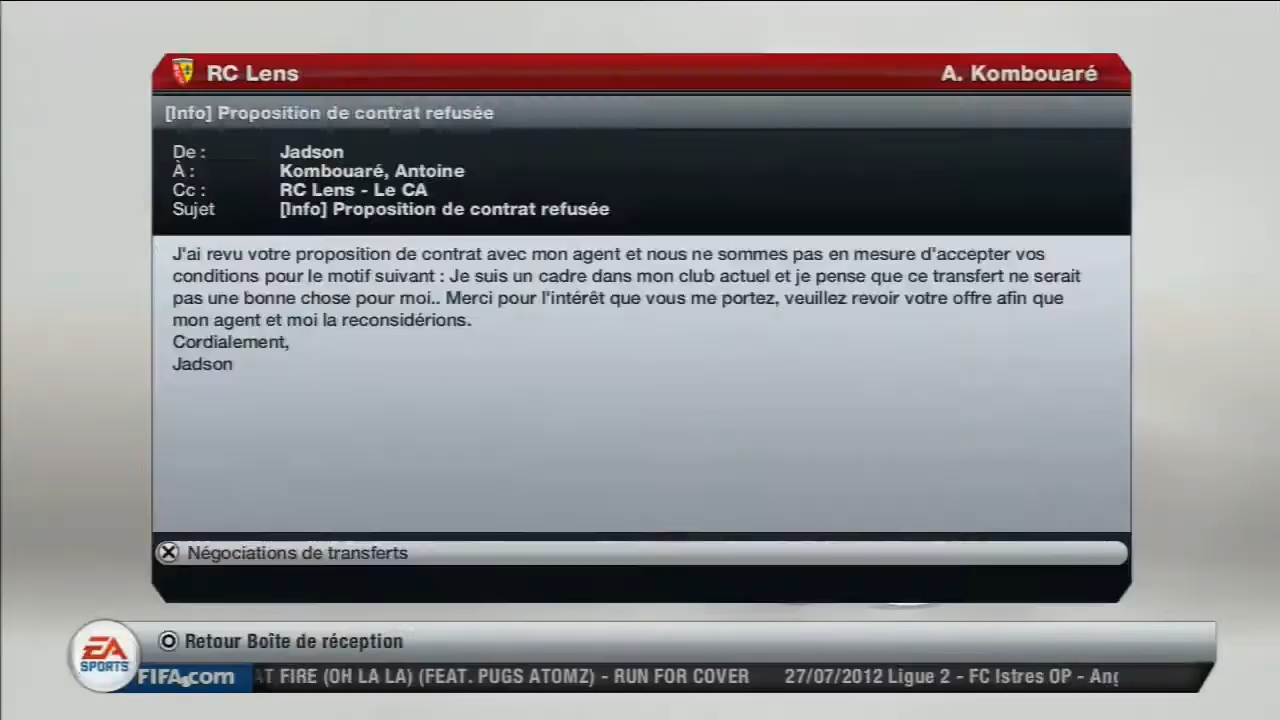 RC Lens
A. Kombouaré
[Info] Proposition de contrat refusée
De : Jadson
À : Kombouaré, Antoine
Cc : RC Lens - Le CA
Sujet [Info] Proposition de contrat refusée
J'ai revu votre proposition de contrat avec mon agent et nous ne sommes pas en mesure d'accepter vos
conditions pour le motif suivant : Je suis un cadre dans mon club actuel et je pense que ce transfert ne serait
pas une bonne chose pour moi.. Merci pour l'intérêt que vous me portez, veuillez revoir votre offre afin que
mon agent et moi la reconsidérions.
Cordialement,
Jadson
Négociations de transferts
Retour Boîte de réception
EA
SPORTS
FIFA.com
AT FIRE (OH LA LA) (FEAT. PUGS ATOMZ) - RUN FOR COVER 27/07/2012 Ligue 2 - FC Istres OP - Ang